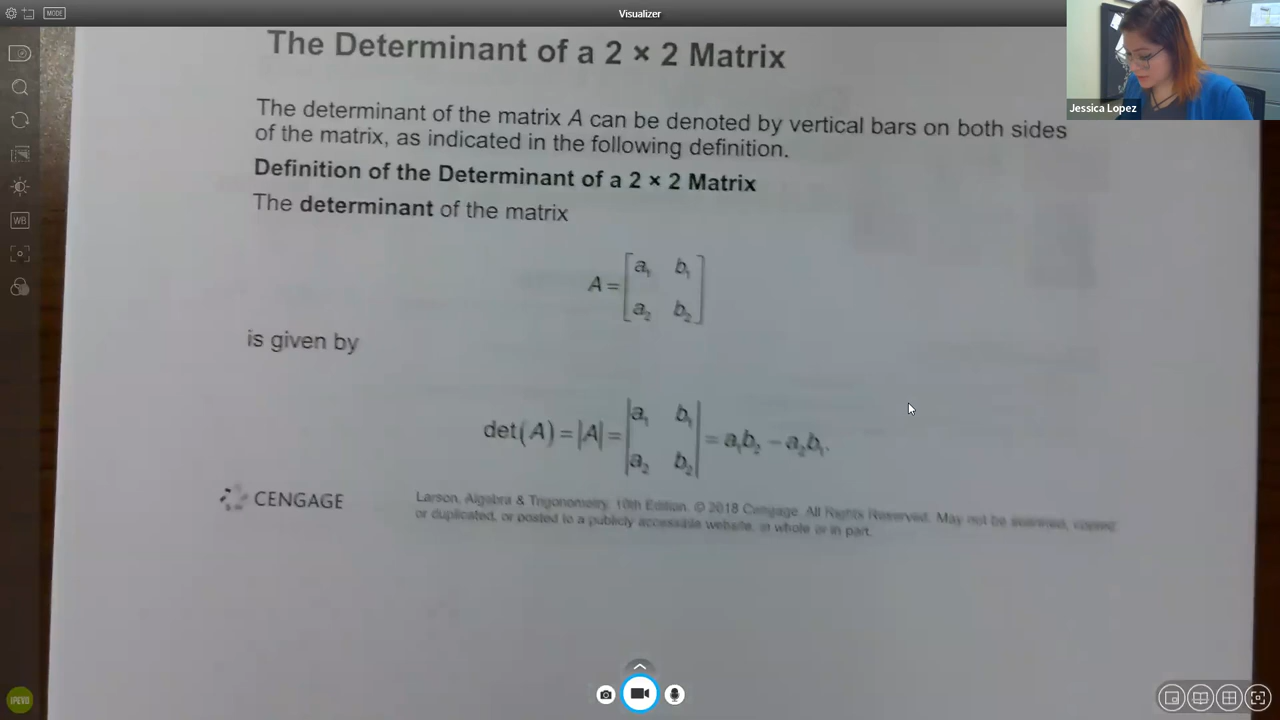 MODE
Visualizer
Jessica Lopez
The Determinant of a 2 × 2 Matrix
The determinant of the matrix A can be denoted by vertical bars on both sides
of the matrix, as indicated in the following definition.
Definition of the Determinant of a 2 × 2 Matrix
The determinant of the matrix
A = [a₁ b₁
a₂ b₂]
is given by
det(A) = |A| = |a₁ b₁
a₂ b₂| = a₁b₂ − a₂b₁.
CENGAGE
Larson, Algebra & Trigonometry, 10th Edition. © 2018 Cengage. All Rights Reserved. May not be scanned, copied
or duplicated, or posted to a publicly accessible website, in whole or in part.
WB
IPEVO